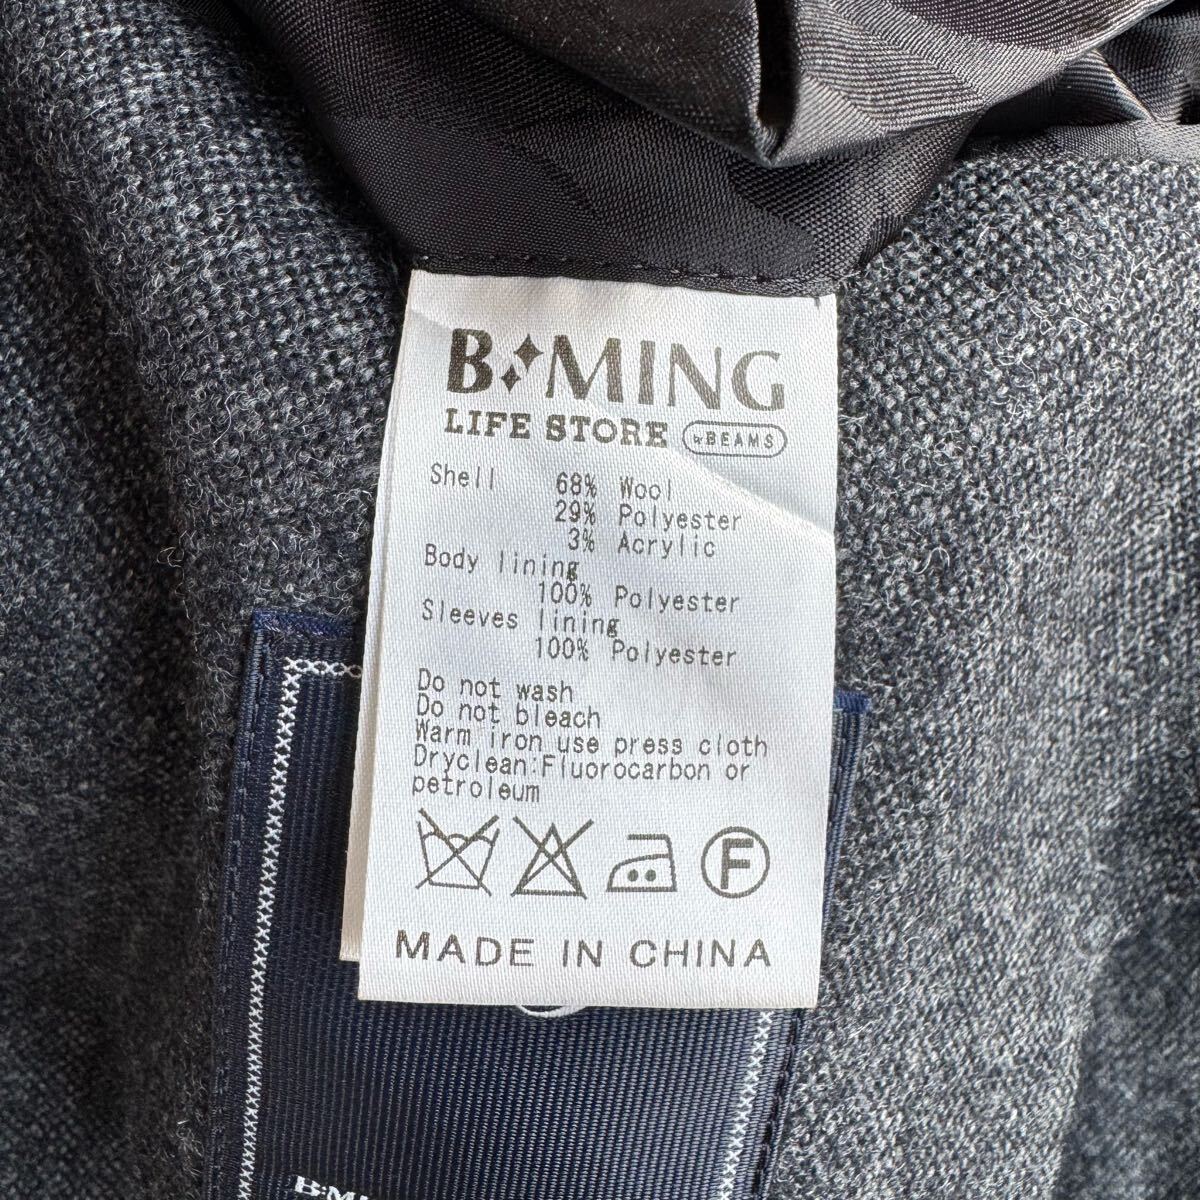 B:MING
LIFE STORE by BEAMS
Shell 68% Wool
29% Polyester
3% Acrylic
Body lining
100% Polyester
Sleeves lining
100% Polyester
Do not wash
Do not bleach
Warm iron use press cloth
Dryclean:Fluorocarbon or
petroleum
F
MADE IN CHINA